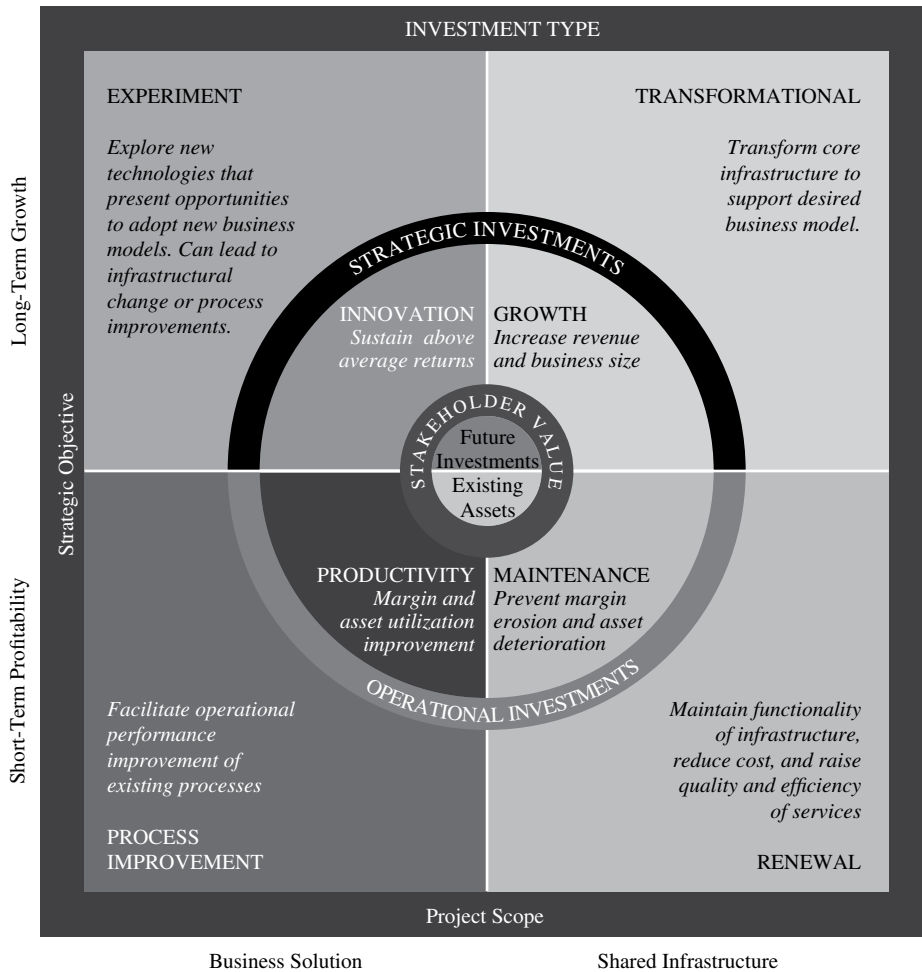 INVESTMENT TYPE
EXPERIMENT
Explore new
technologies that
present opportunities
to adopt new business
models. Can lead to
infrastructural
change or process
improvements.
TRANSFORMATIONAL
Transform core
infrastructure to
support desired
business model.
Long-Term Growth
STRATEGIC INVESTMENTS
INNOVATION
Sustain above
average returns
GROWTH
Increase revenue
and business size
STAKEHOLDER VALUE
Future
Investments
Existing
Assets
Strategic Objective
PRODUCTIVITY
Margin and
asset utilization
improvement
MAINTENANCE
Prevent margin
erosion and asset
deterioration
OPERATIONAL INVESTMENTS
Short-Term Profitability
Facilitate operational
performance
improvement of
existing processes
PROCESS
IMPROVEMENT
Maintain functionality
of infrastructure,
reduce cost, and raise
quality and efficiency
of services
RENEWAL
Project Scope
Business Solution
Shared Infrastructure